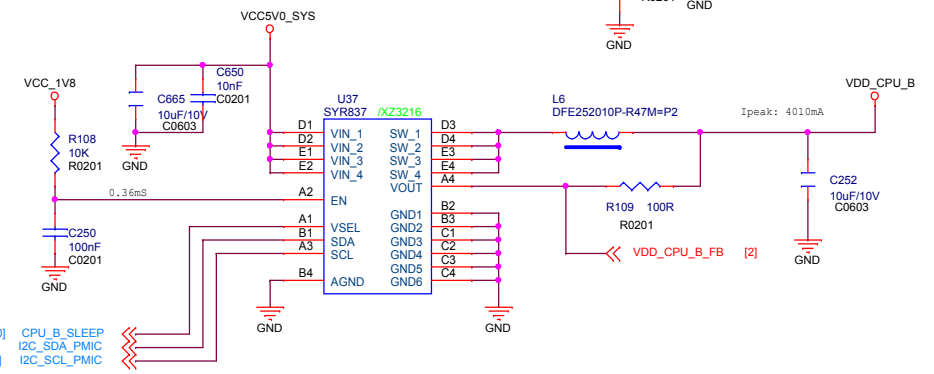 GND
GND
VCC5V0_SYS
VCC_1V8
C650
10nF
C0201
C665
10uF/10V
C0603
GND
R108
10K
R0201
0.36mS
C250
100nF
C0201
GND
U37
SYR837 /XZ3216
D1 VIN_1 SW_1 D3
D2 VIN_2 SW_2 D4
E1 VIN_3 SW_3 E3
E2 VIN_4 SW_4 E4
VOUT A4
A2 EN
GND1 B2
A1 VSEL GND2 B3
B1 SDA GND3 C1
A3 SCL GND4 C2
GND5 C3
B4 AGND GND6 C4
GND
GND
L6
DFE252010P-R47M=P2
Ipeak: 4010mA
VDD_CPU_B
R109 100R
R0201
VDD_CPU_B_FB [2]
C252
10uF/10V
C0603
GND
CPU_B_SLEEP
I2C_SDA_PMIC
I2C_SCL_PMIC